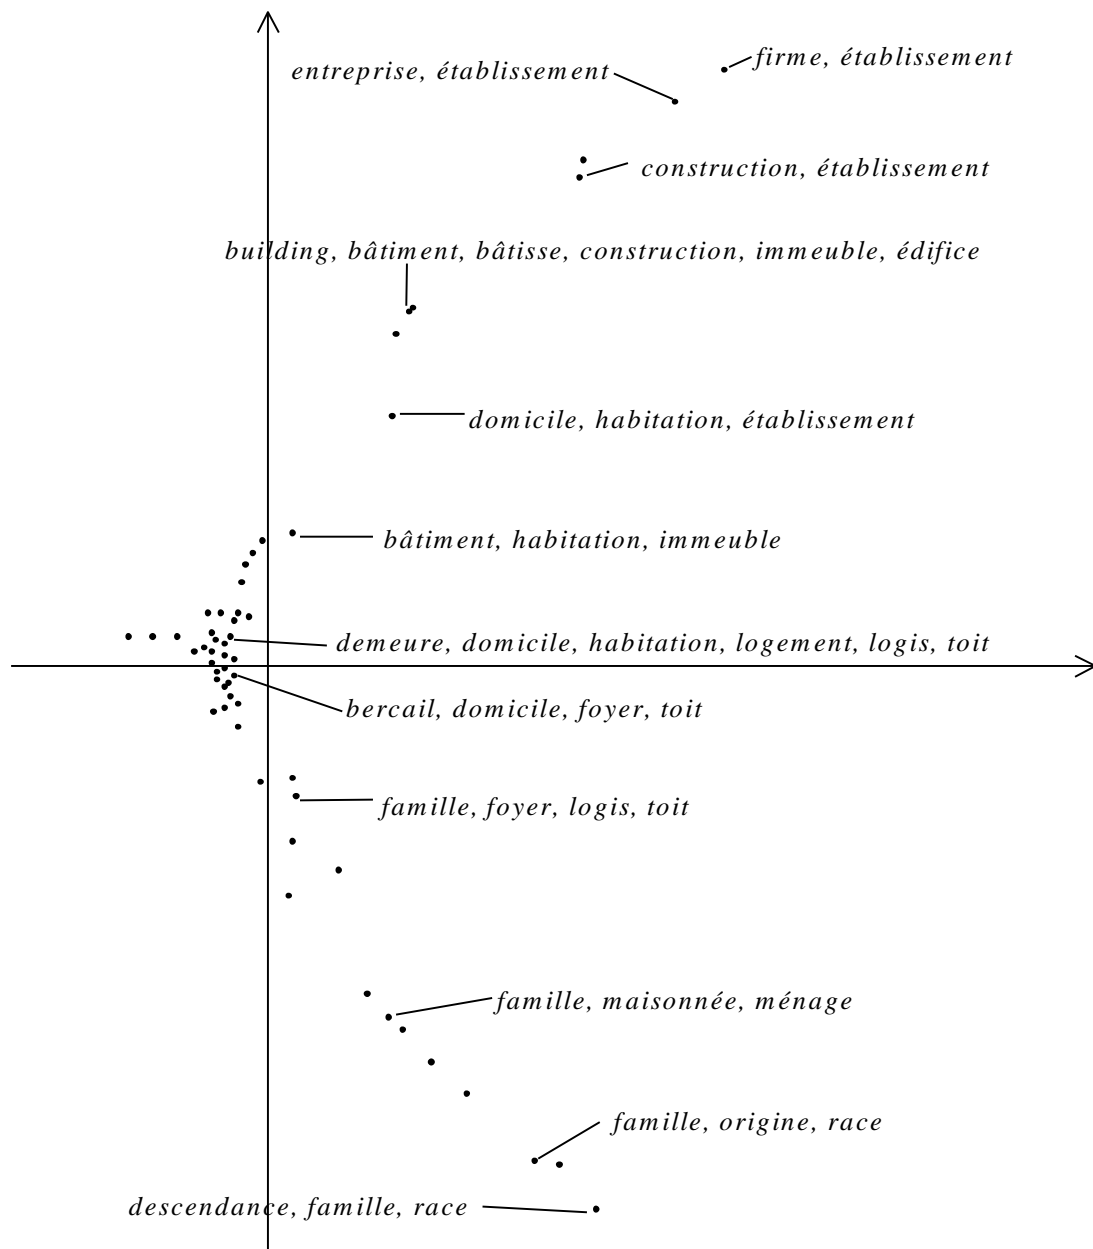 firme, établissement
entreprise, établissement
construction, établissement
building, bâtiment, bâtisse, construction, immeuble, édifice
domicile, habitation, établissement
bâtiment, habitation, immeuble
demeure, domicile, habitation, logement, logis, toit
bercail, domicile, foyer, toit
famille, foyer, logis, toit
famille, maisonnée, ménage
famille, origine, race
descendance, famille, race